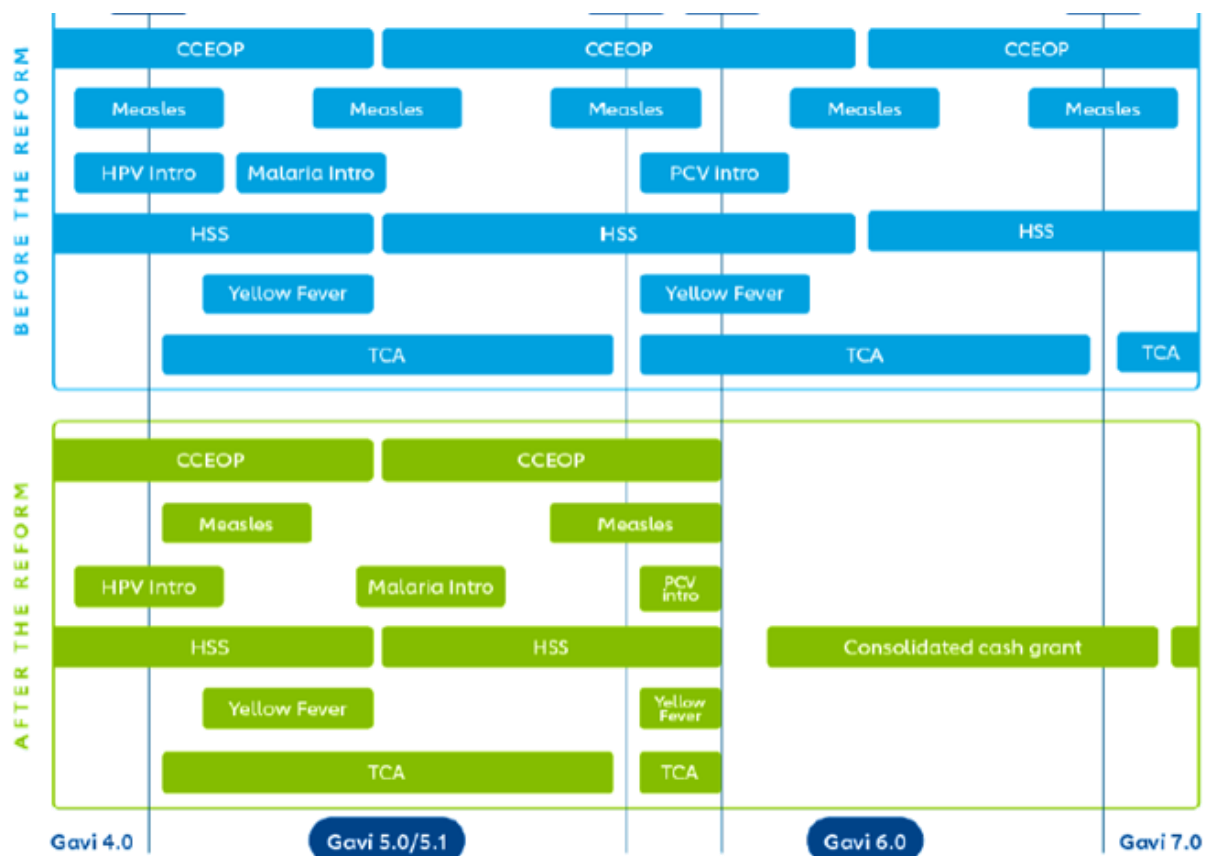 BEFORE THE REFORM
CCEOP CCEOP CCEOP
Measles Measles Measles Measles Measles
HPV Intro Malaria Intro PCV Intro
HSS HSS HSS
Yellow Fever Yellow Fever
TCA TCA TCA
AFTER THE REFORM
CCEOP CCEOP
Measles Measles
HPV Intro Malaria Intro PCV
intro
HSS HSS Consolidated cash grant
Yellow Fever Yellow
Fever
TCA TCA
Gavi 4.0 Gavi 5.0/5.1 Gavi 6.0 Gavi 7.0